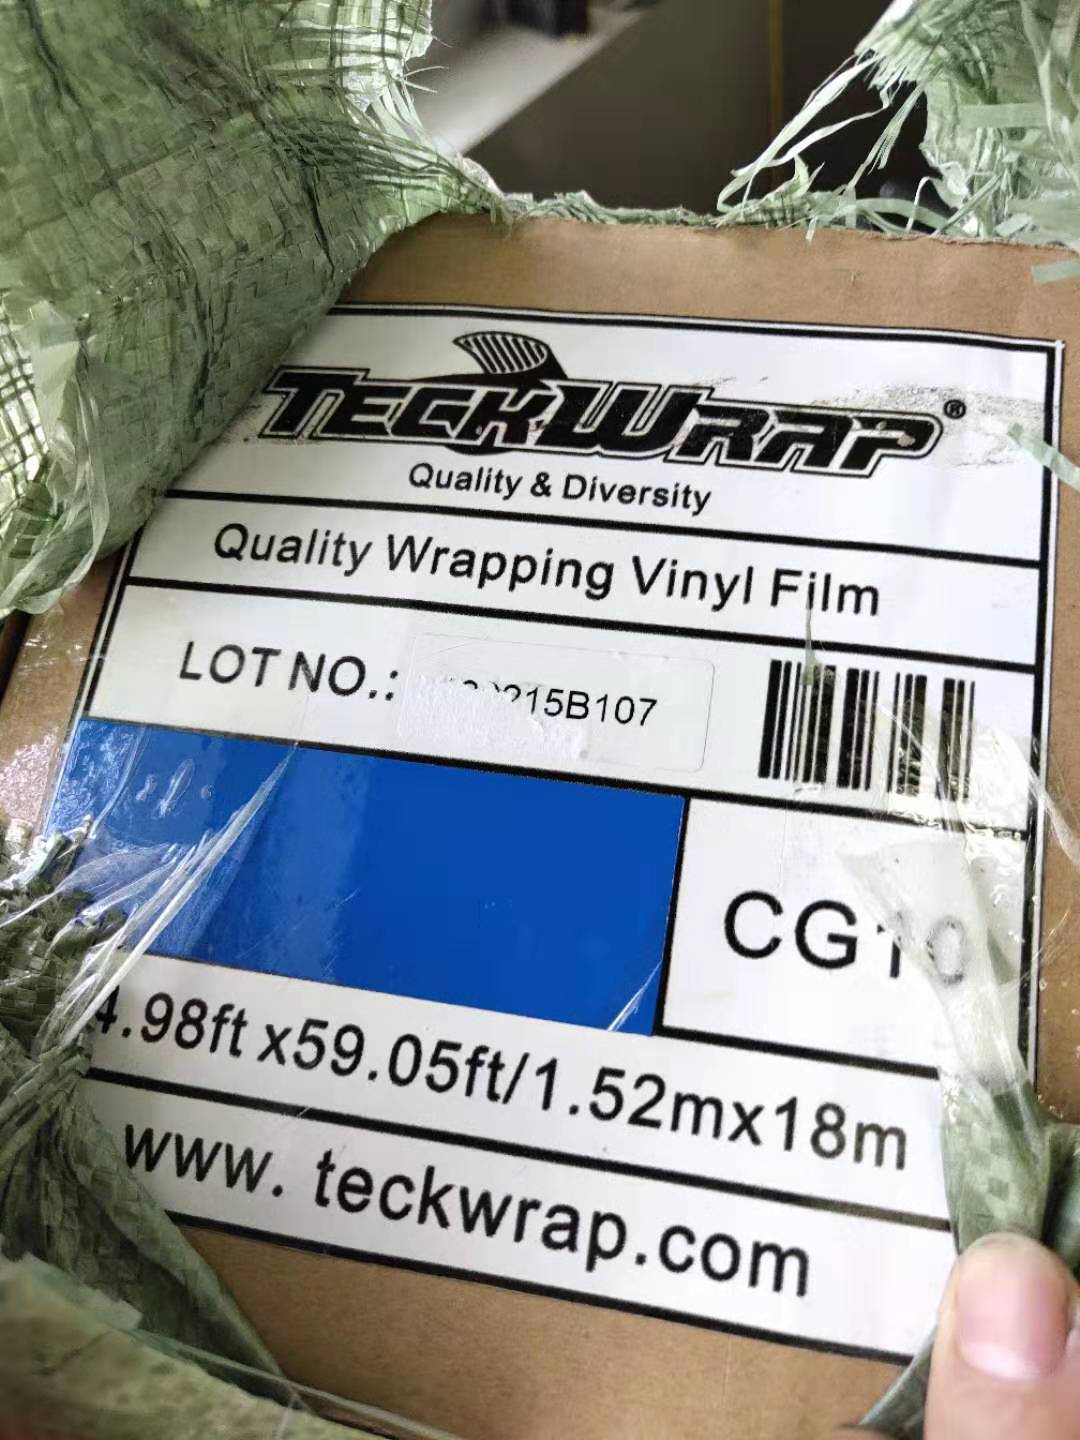 TECKWRAP®
Quality & Diversity
Quality Wrapping Vinyl Film
LOT NO.: 215B107
CG10
4.98ft x59.05ft/1.52mx18m
www. teckwrap.com